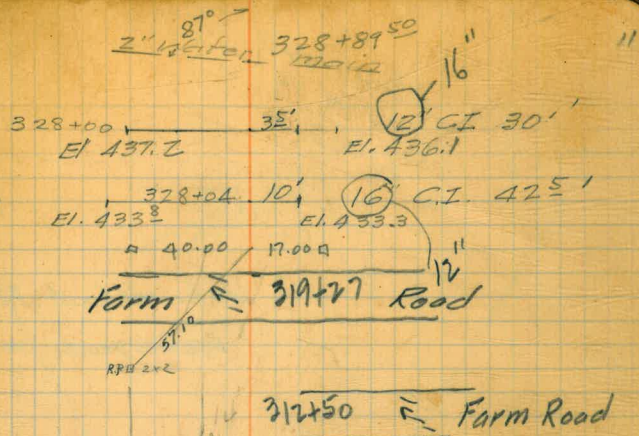 87°
2" Water main 328+89 50
16"
328+00 35' 12" C.I. 30'
El 437.2 El. 436.1
328+04 10' 16" C.I. 42 5'
El. 433 8 El. 433.3
40.00 17.00
12"
Farm 319+27 Road
57.10
R.P. 2x2
312+50 Farm Road